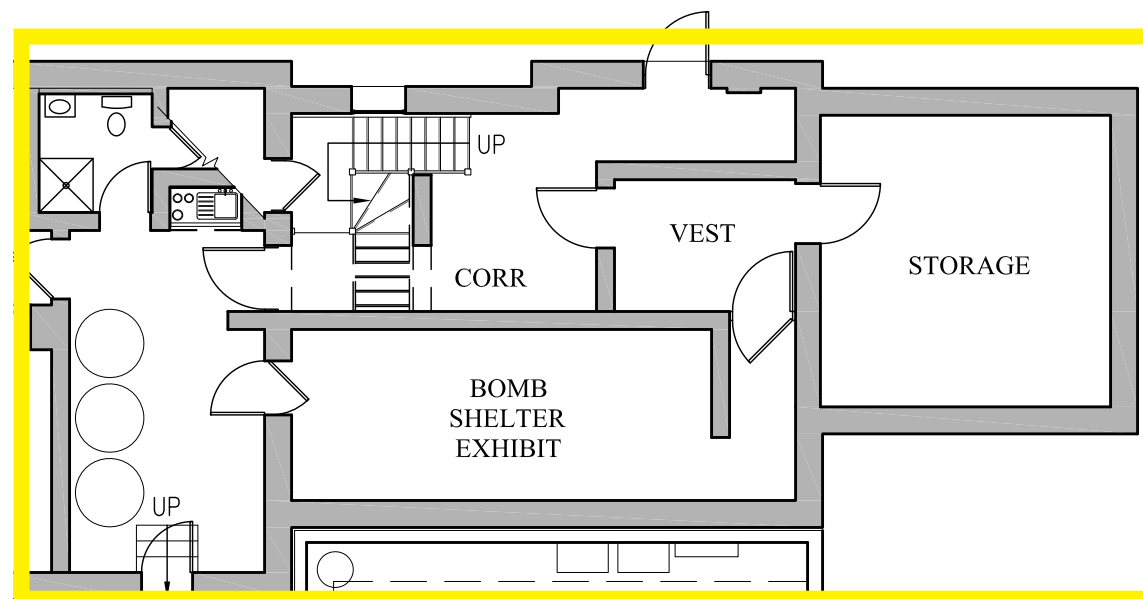 UP
VEST
STORAGE
CORR
BOMB
SHELTER
EXHIBIT
UP